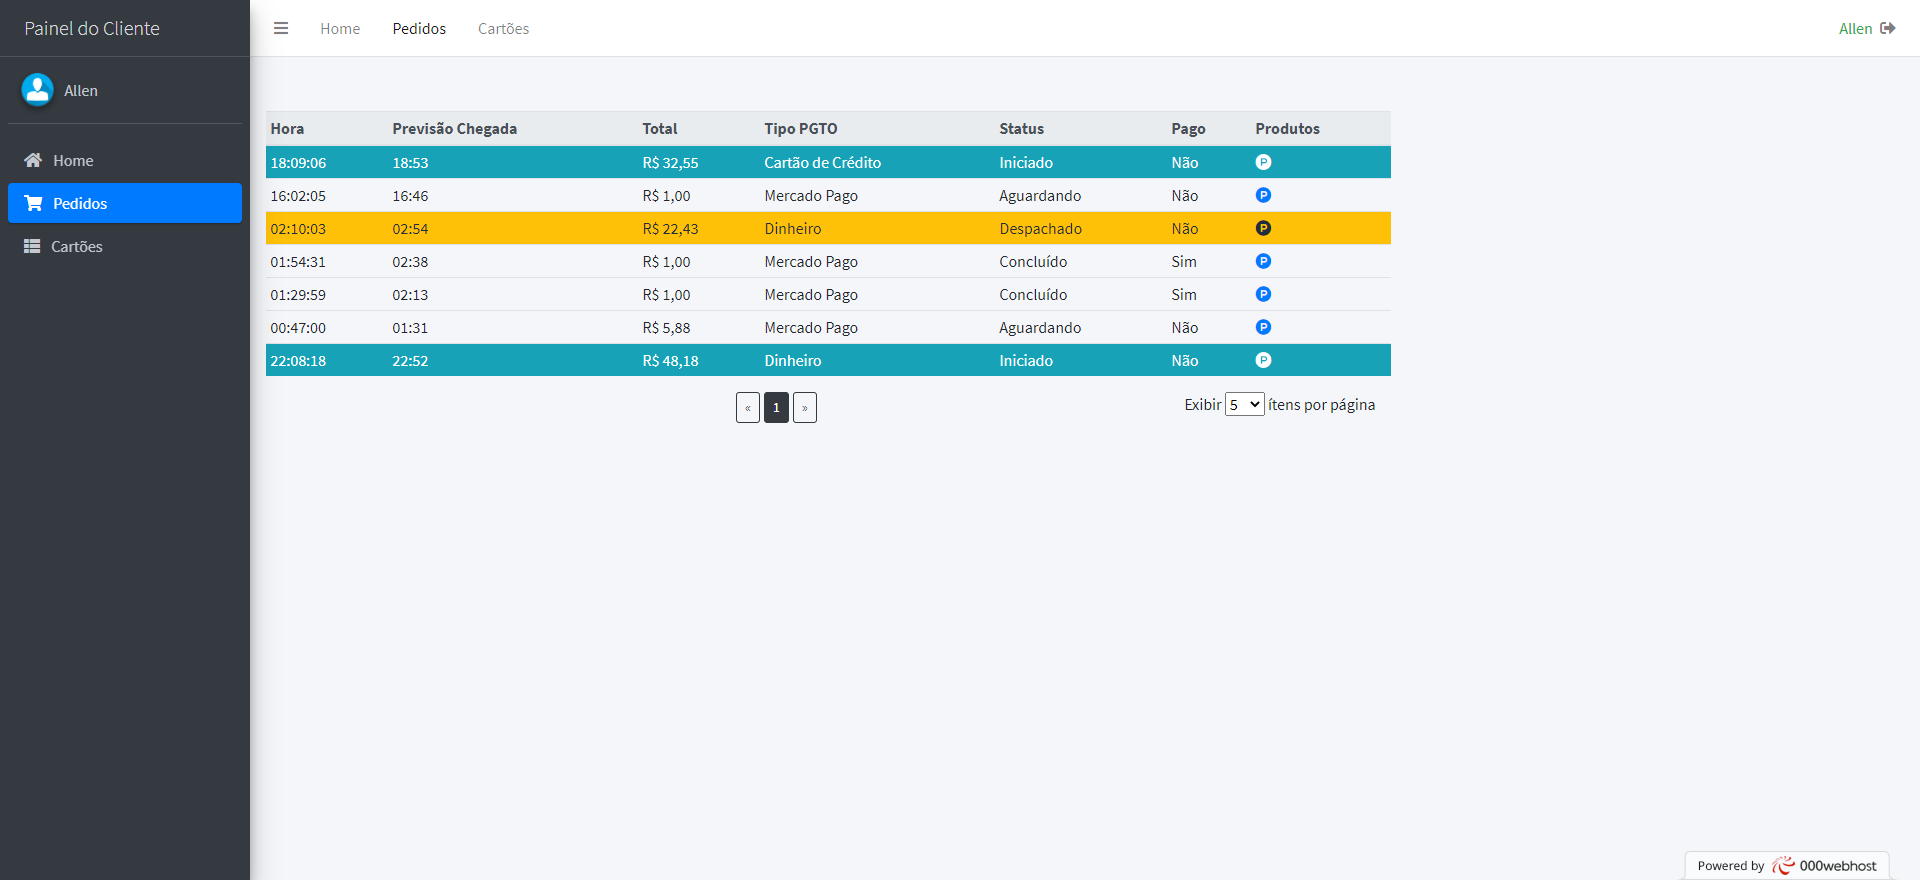 Painel do Cliente
Home Pedidos Cartões
Allen
Allen
Home
Pedidos
Cartões
Hora Previsão Chegada Total Tipo PGTO Status Pago Produtos
18:09:06 18:53 R$ 32,55 Cartão de Crédito Iniciado Não P
16:02:05 16:46 R$ 1,00 Mercado Pago Aguardando Não P
02:10:03 02:54 R$ 22,43 Dinheiro Despachado Não P
01:54:31 02:38 R$ 1,00 Mercado Pago Concluído Sim P
01:29:59 02:13 R$ 1,00 Mercado Pago Concluído Sim P
00:47:00 01:31 R$ 5,88 Mercado Pago Aguardando Não P
22:08:18 22:52 R$ 48,18 Dinheiro Iniciado Não P
« 1 »
Exibir 5 ítens por página
Powered by 000webhost